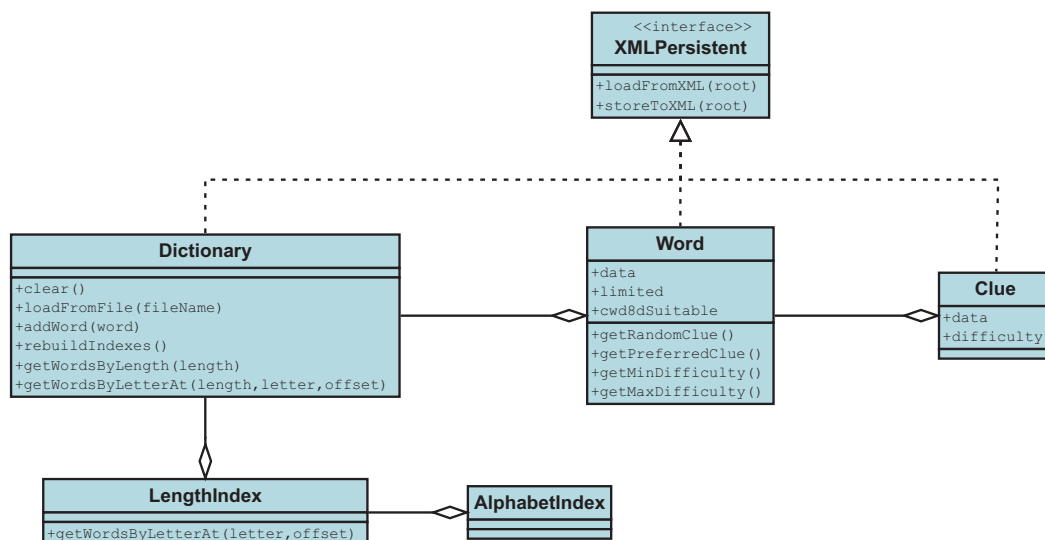 <<interface>>
XMLPersistent
+loadFromXML(root)
+storeToXML(root)
Dictionary
+clear()
+loadFromFile(fileName)
+addWord(word)
+rebuildIndexes()
+getWordsByLength(length)
+getWordsByLetterAt(length,letter,offset)
Word
+data
+limited
+cwd8dSuitable
+getRandomClue()
+getPreferredClue()
+getMinDifficulty()
+getMaxDifficulty()
Clue
+data
+difficulty
LengthIndex
+getWordsByLetterAt(letter,offset)
AlphabetIndex